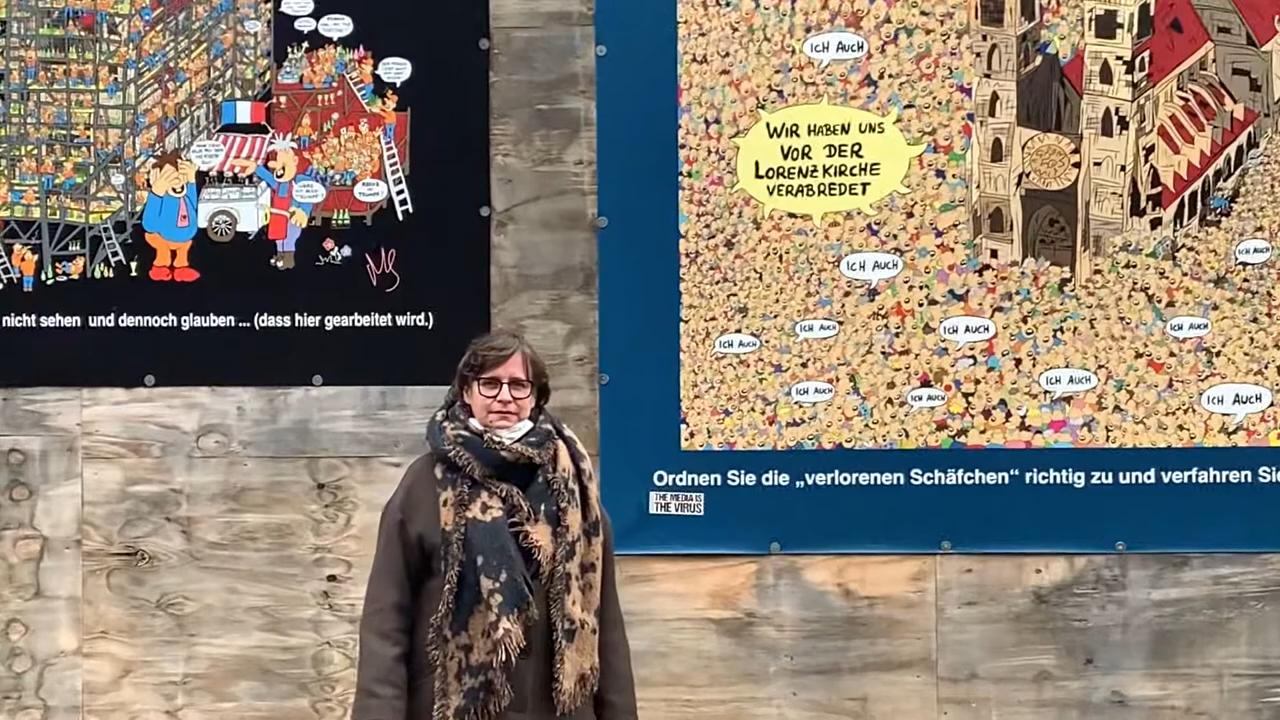 nicht sehen und dennoch glauben ... (dass hier gearbeitet wird.)
ICH AUCH
WIR HABEN UNS
VOR DER
LORENZKIRCHE
VERABREDET
ICH AUCH
ICH AUCH
ICH AUCH
ICH AUCH
ICH AUCH
ICH AUCH
ICH AUCH
ICH AUCH
ICH AUCH
ICH AUCH
Ordnen Sie die „verlorenen Schäfchen“ richtig zu und verfahren Sie
THE MEDIA IS
THE VIRUS